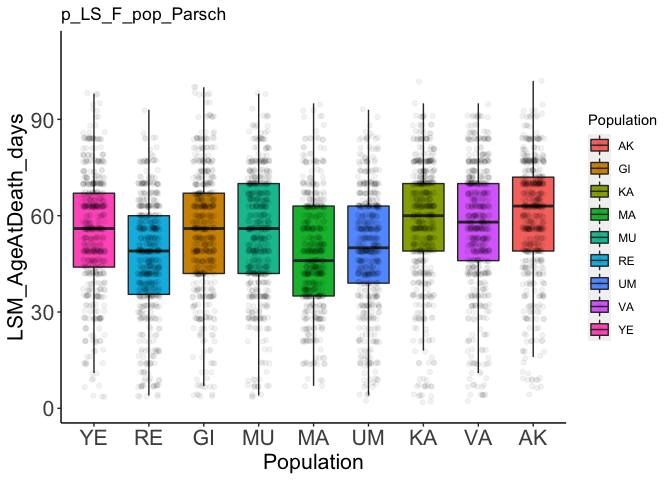 p_LS_F_pop_Parsch
LSM_AgeAtDeath_days
90
60
30
0
YE RE GI MU MA UM KA VA AK
Population
Population
AK
GI
KA
MA
MU
RE
UM
VA
YE